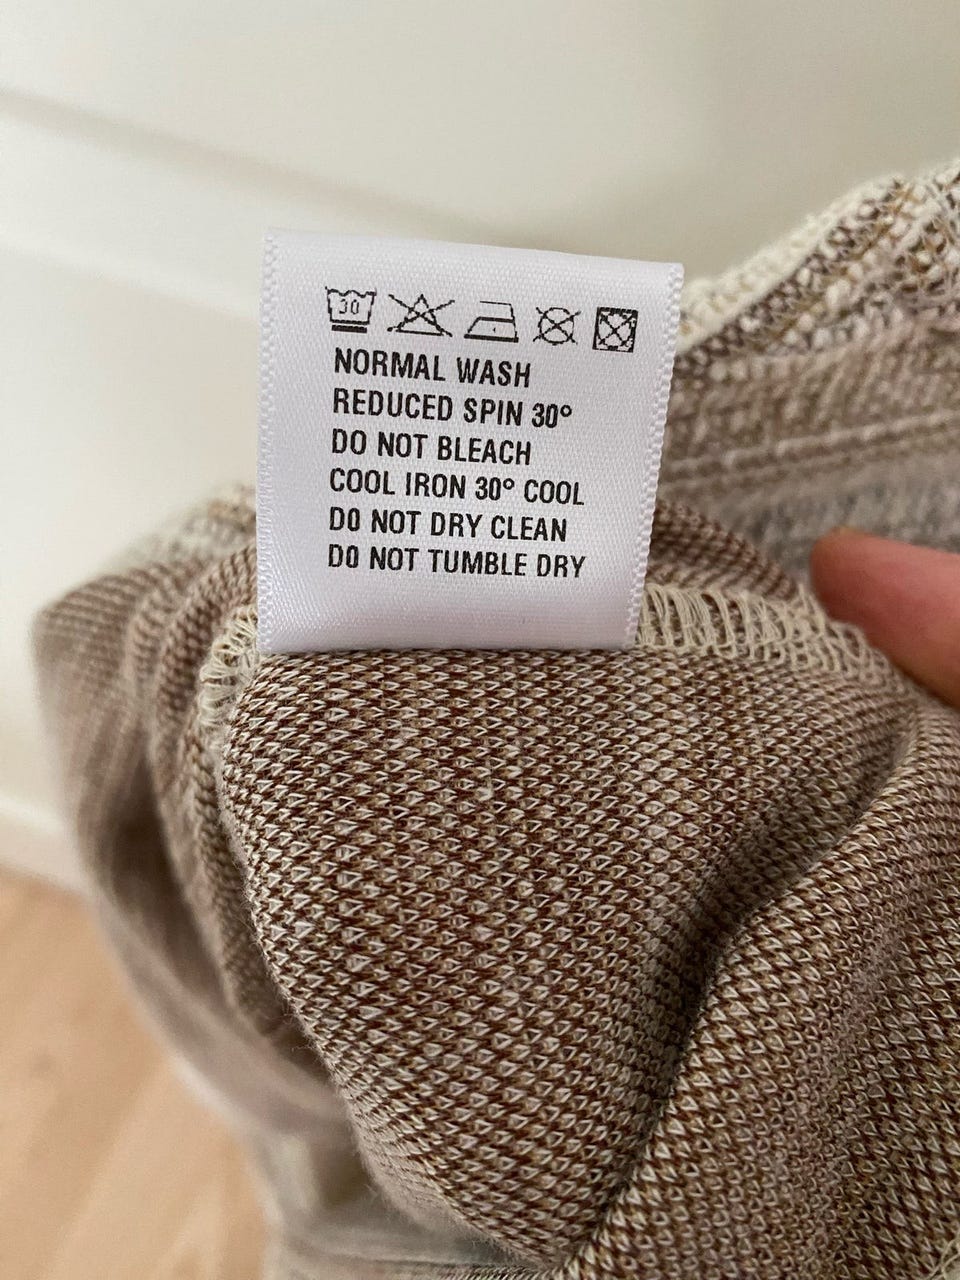 30
NORMAL WASH
REDUCED SPIN 30°
DO NOT BLEACH
COOL IRON 30° COOL
DO NOT DRY CLEAN
DO NOT TUMBLE DRY